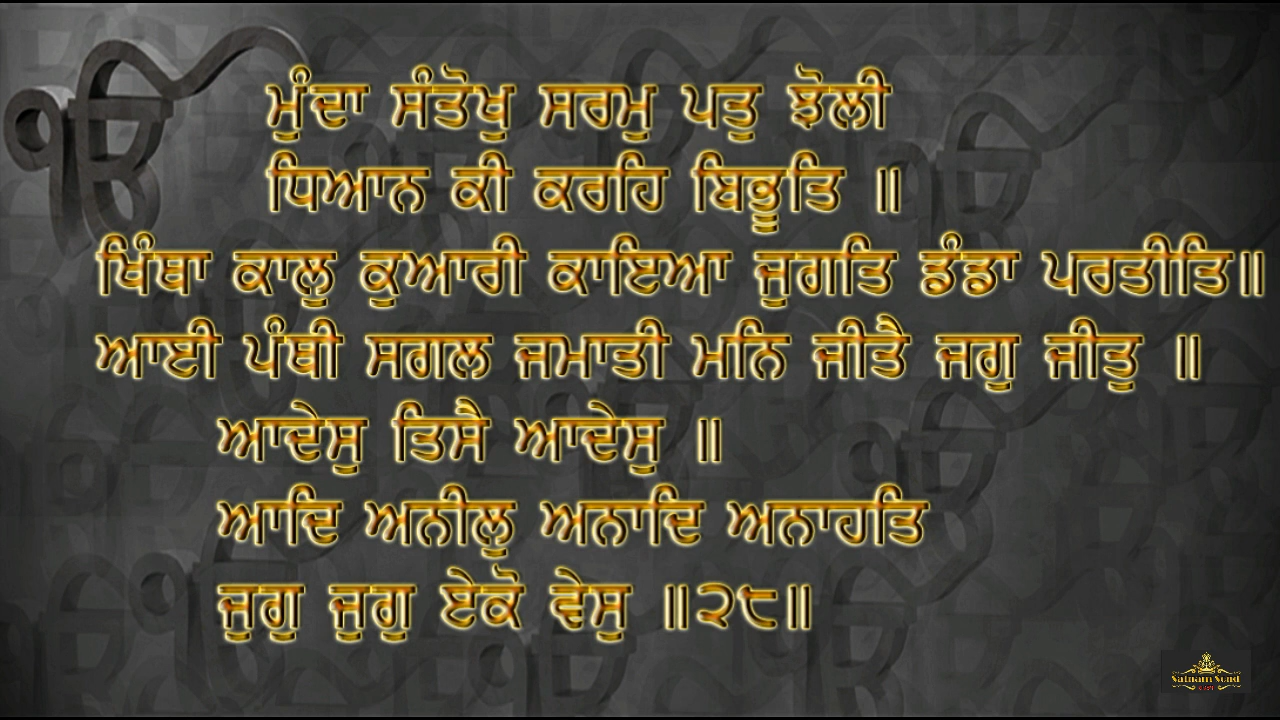 ਮੁੰਦਾ ਸੰਤੋਖੁ ਸਰਮੁ ਪਤੁ ਝੋਲੀ
ਧਿਆਨ ਕੀ ਕਰਹਿ ਬਿਭੂਤਿ ॥
ਖਿੰਥਾ ਕਾਲੁ ਕੁਆਰੀ ਕਾਇਆ ਜੁਗਤਿ ਡੰਡਾ ਪਰਤੀਤਿ॥
ਆਈ ਪੰਥੀ ਸਗਲ ਜਮਾਤੀ ਮਨਿ ਜੀਤੈ ਜਗੁ ਜੀਤੁ ॥
ਆਦੇਸੁ ਤਿਸੈ ਆਦੇਸੁ ॥
ਆਦਿ ਅਨੀਲੁ ਅਨਾਦਿ ਅਨਾਹਤਿ
ਜੁਗੁ ਜੁਗੁ ਏਕੋ ਵੇਸੁ ॥੨੮॥